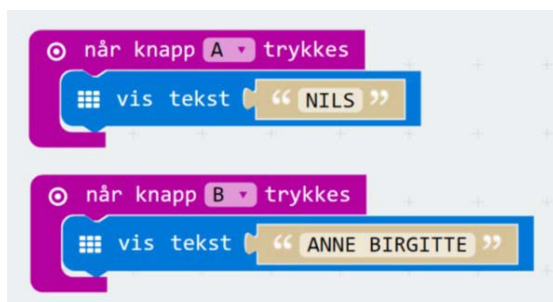 når knapp A trykkes
vis tekst “ NILS ”
når knapp B trykkes
vis tekst “ ANNE BIRGITTE ”